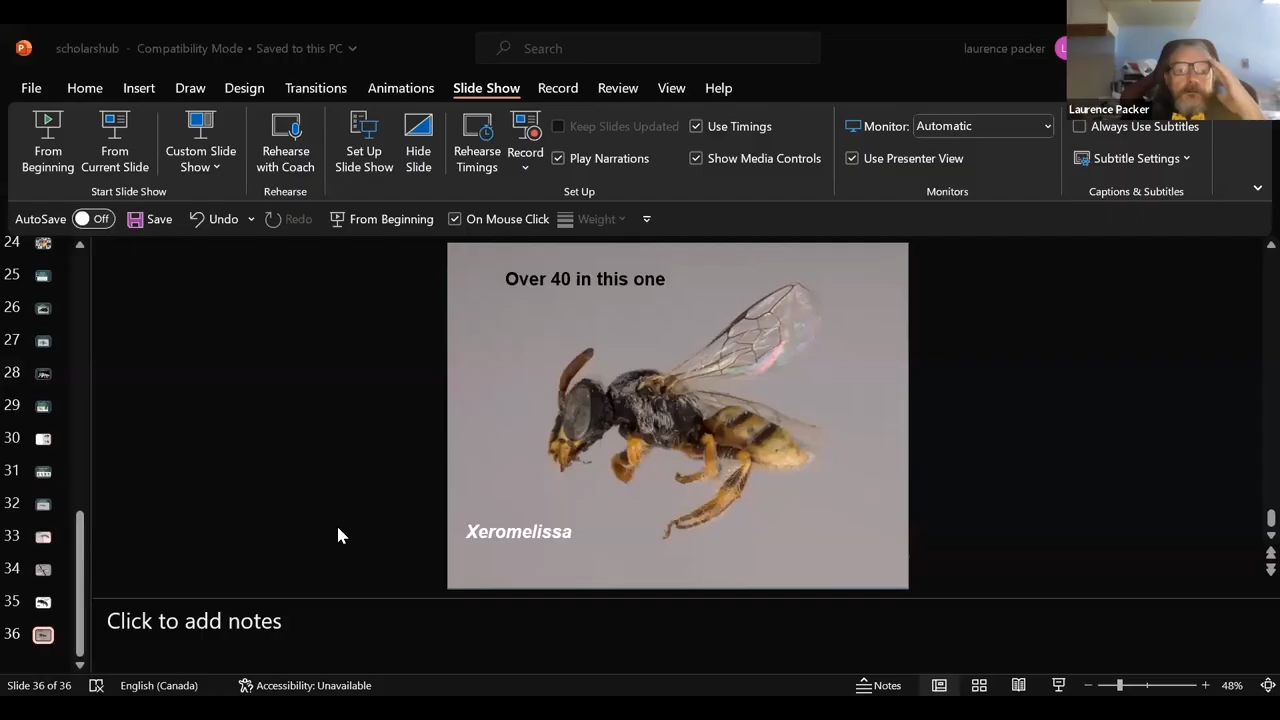 scholarshub - Compatibility Mode • Saved to this PC
Search
laurence packer
Laurence Packer
File Home Insert Draw Design Transitions Animations Slide Show Record Review View Help
From Beginning
From Current Slide
Custom Slide Show
Start Slide Show
Rehearse with Coach
Rehearse
Set Up Slide Show
Hide Slide
Rehearse Timings
Record
Keep Slides Updated
Play Narrations
Use Timings
Show Media Controls
Set Up
Monitor: Automatic
Use Presenter View
Monitors
Always Use Subtitles
Subtitle Settings
Captions & Subtitles
AutoSave Off Save Undo Redo From Beginning On Mouse Click Weight
24
25
26
27
28
29
30
31
32
33
34
35
36
Over 40 in this one
Xeromelissa
Click to add notes
Slide 36 of 36 English (Canada) Accessibility: Unavailable Notes 48%